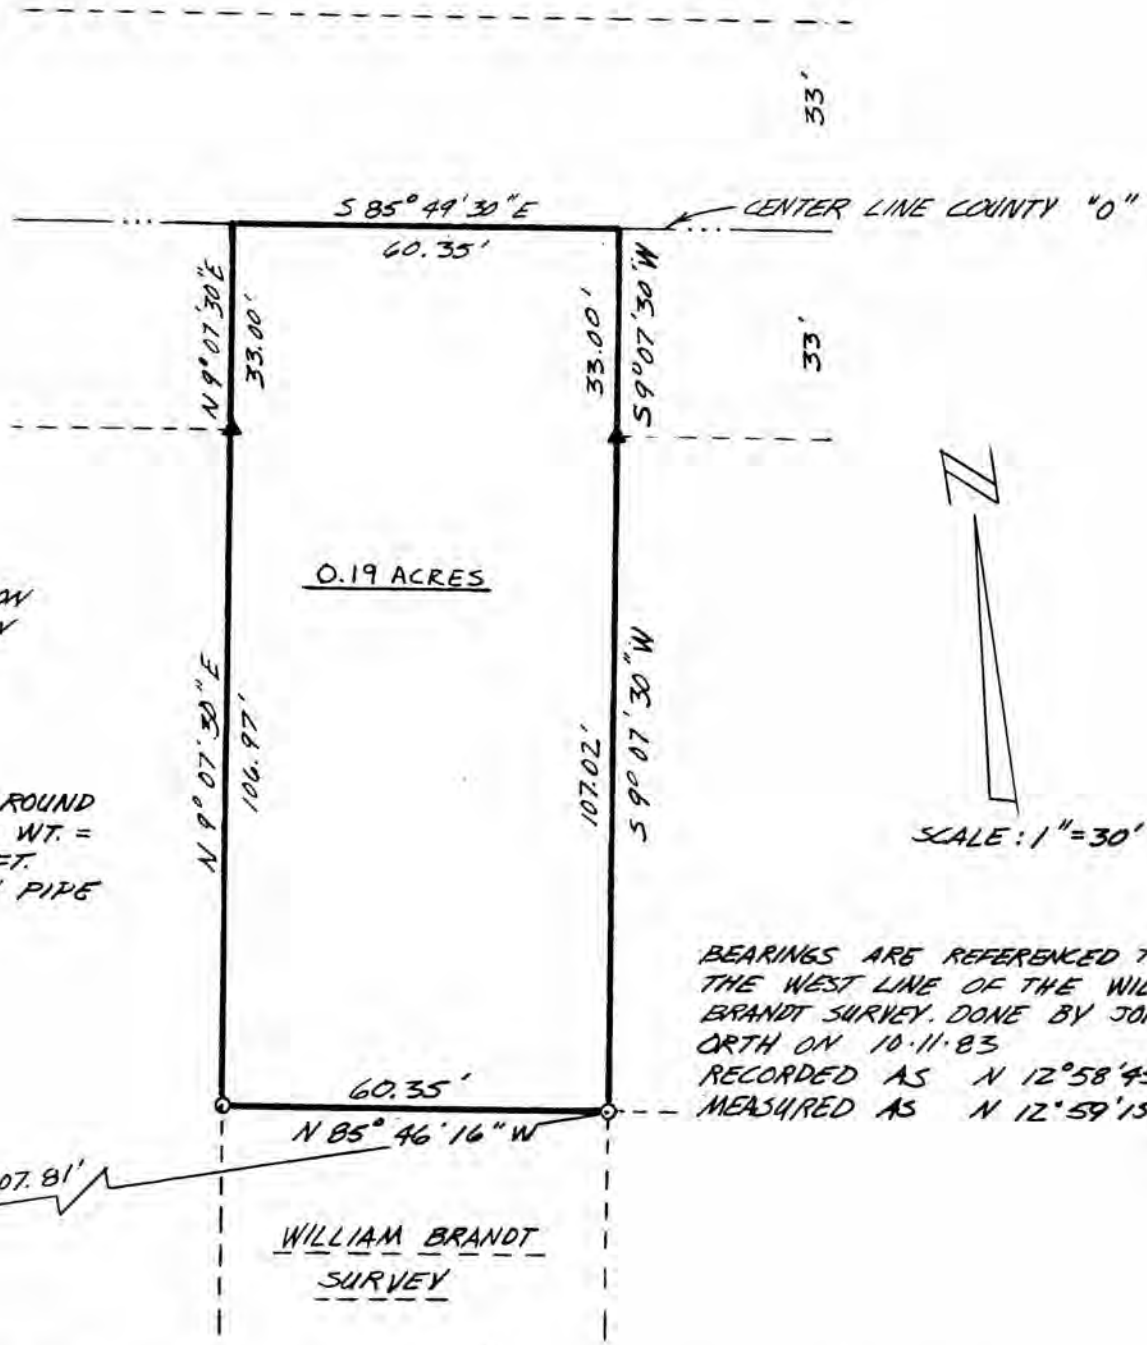 33'
S 85° 49' 30" E
60.35'
CENTER LINE COUNTY "O"
N 9° 07' 30" E
33.00'
33.00'
S 9° 07' 30" W
33'
N
0.19 ACRES
N 9° 07' 30" E
106.97'
107.02'
S 9° 07' 30" W
ROUND
WT. =
FT.
PIPE
SCALE : 1" = 30'
BEARINGS ARE REFERENCED
THE WEST LINE OF THE
BRANDT SURVEY. DONE BY
ORTH ON 10·11·83
RECORDED AS N 12° 58'
MEASURED AS N 12° 59'
60.35'
N 85° 46' 16" W
07.81'
WILLIAM BRANDT
SURVEY